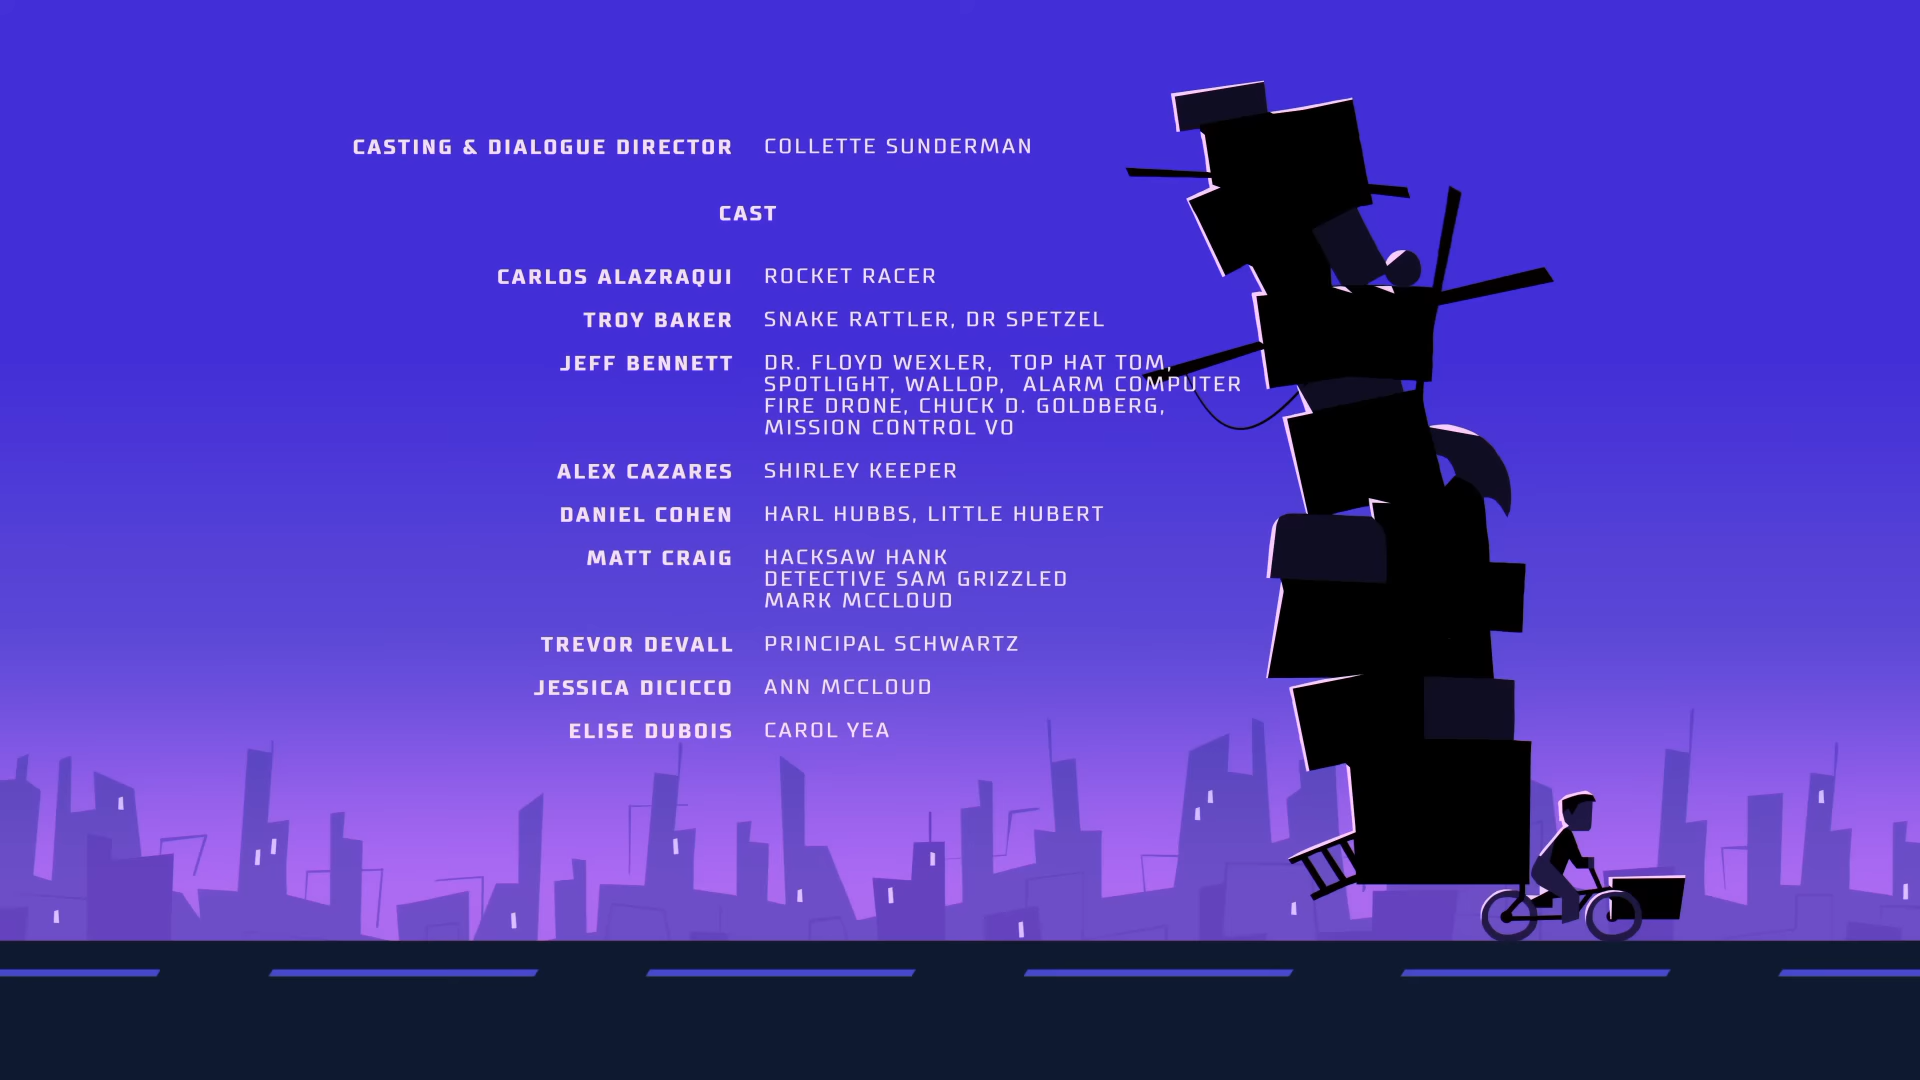 CASTING & DIALOGUE DIRECTOR COLLETTE SUNDERMAN
CAST
CARLOS ALAZRAQUI ROCKET RACER
TROY BAKER SNAKE RATTLER, DR SPETZEL
JEFF BENNETT DR. FLOYD WEXLER, TOP HAT TOM,
SPOTLIGHT, WALLOP, ALARM COMPUTER
FIRE DRONE, CHUCK D. GOLDBERG,
MISSION CONTROL VO
ALEX CAZARES SHIRLEY KEEPER
DANIEL COHEN HARL HUBBS, LITTLE HUBERT
MATT CRAIG HACKSAW HANK
DETECTIVE SAM GRIZZLED
MARK MCCLOUD
TREVOR DEVALL PRINCIPAL SCHWARTZ
JESSICA DICICCO ANN MCCLOUD
ELISE DUBOIS CAROL YEA